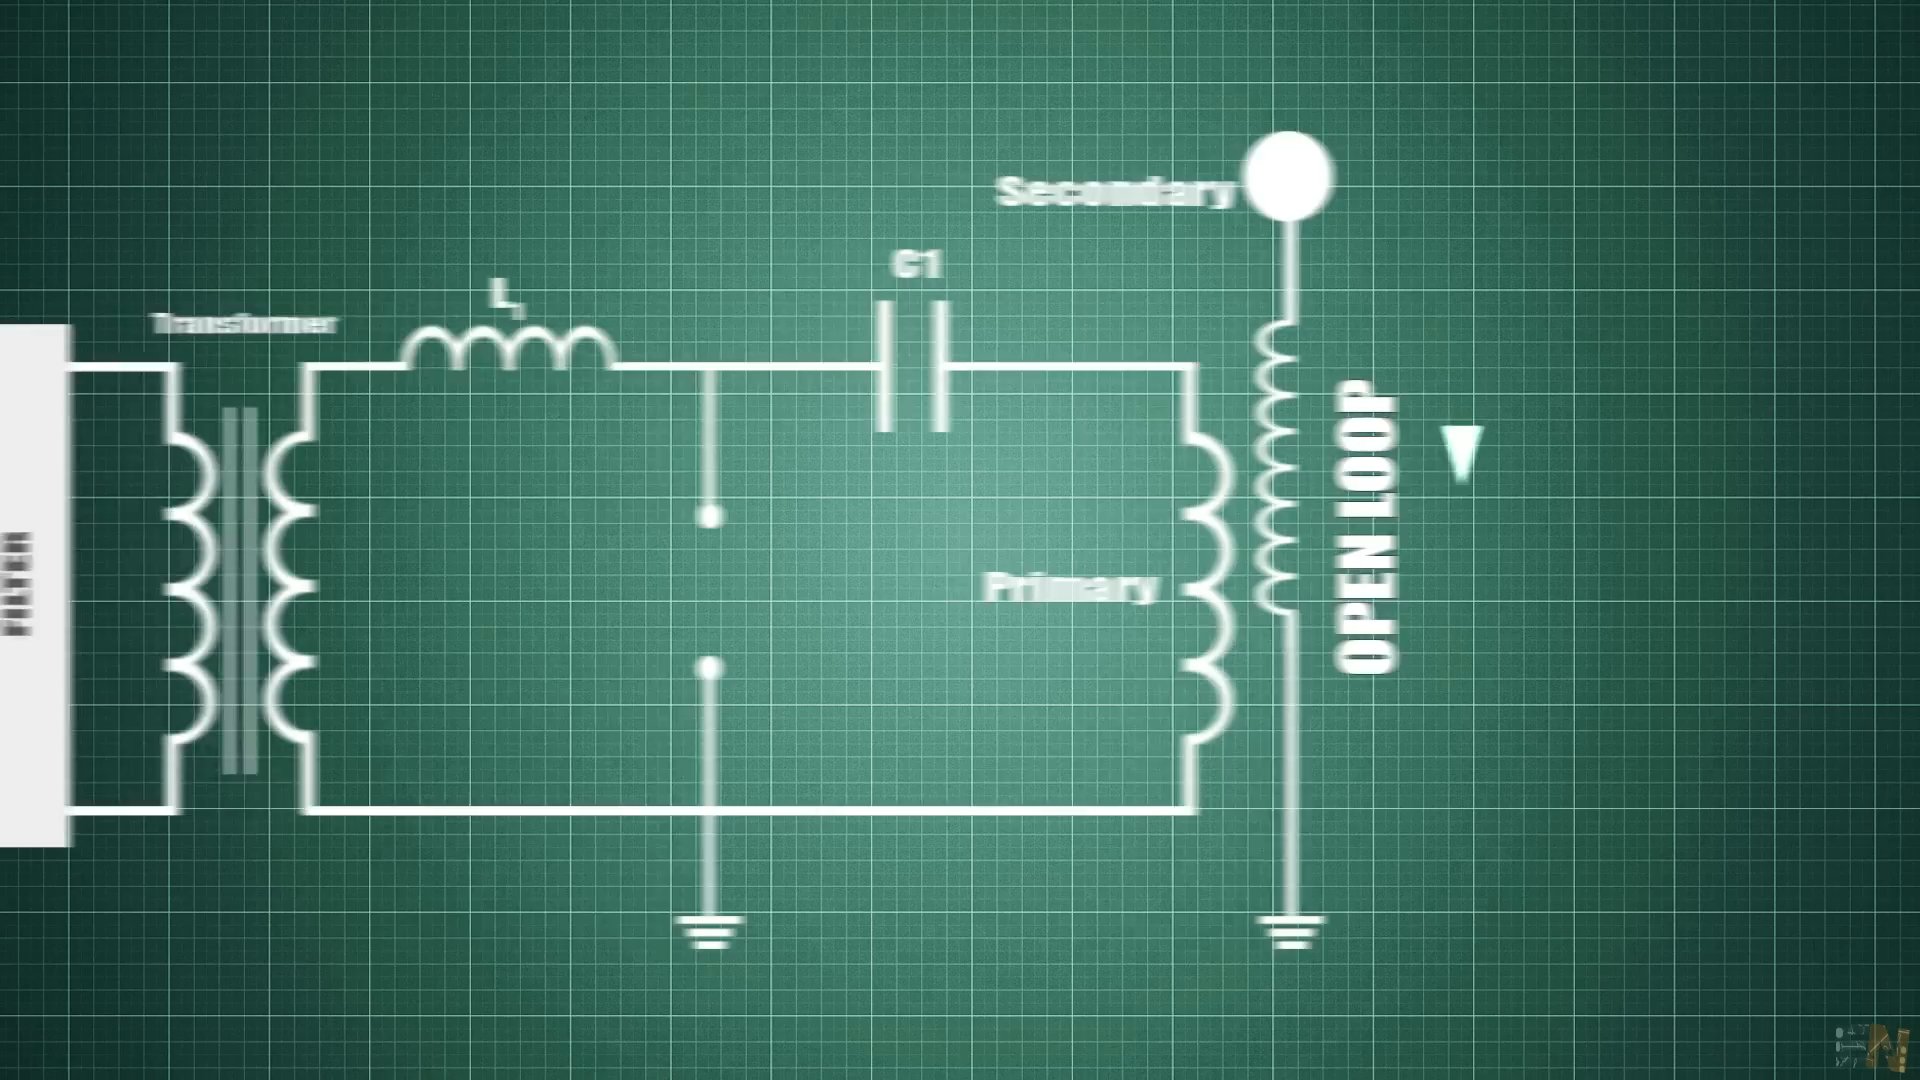 Secondary
C1
L1
Transformer
OPEN LOOP
FILTER
Primary